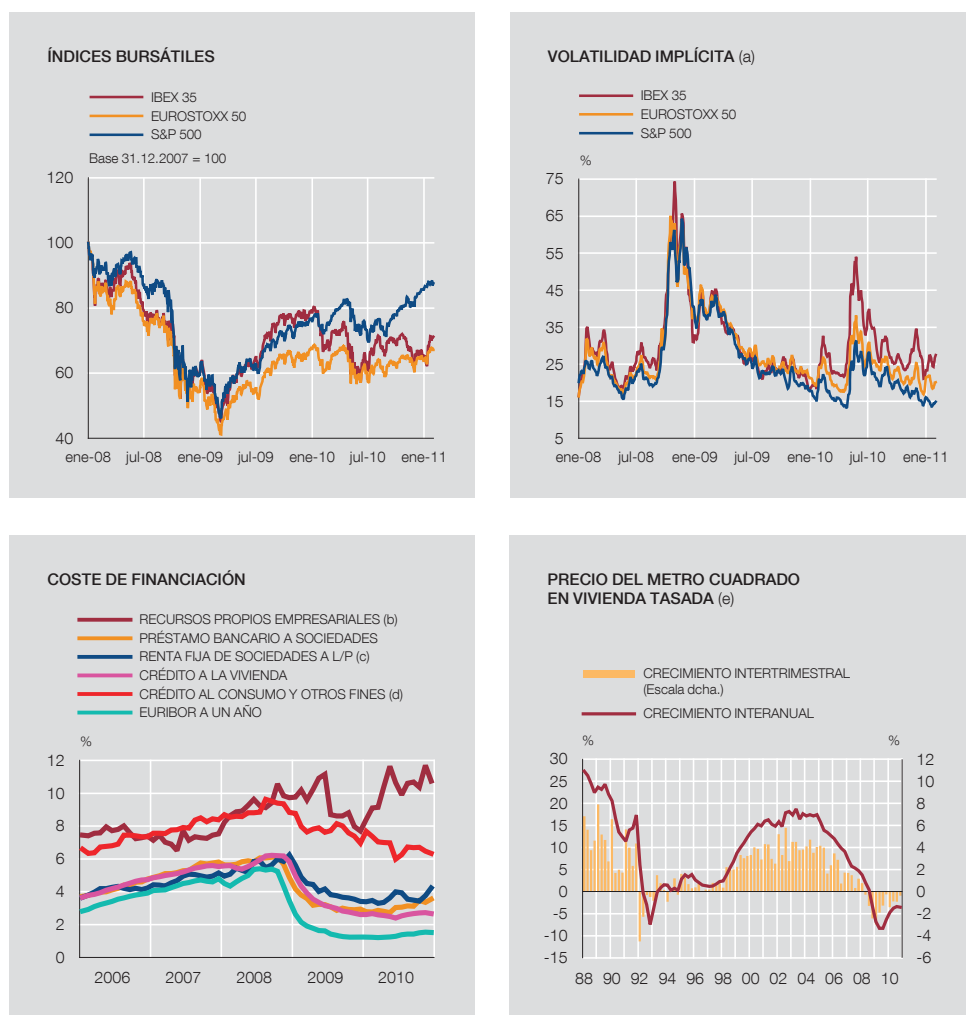 ÍNDICES BURSÁTILES
IBEX 35
EUROSTOXX 50
S&P 500
Base 31.12.2007 = 100
120
100
80
60
40
ene-08 jul-08 ene-09 jul-09 ene-10 jul-10 ene-11
VOLATILIDAD IMPLÍCITA (a)
IBEX 35
EUROSTOXX 50
S&P 500
%
75
65
55
45
35
25
15
5
ene-08 jul-08 ene-09 jul-09 ene-10 jul-10 ene-11
COSTE DE FINANCIACIÓN
RECURSOS PROPIOS EMPRESARIALES (b)
PRÉSTAMO BANCARIO A SOCIEDADES
RENTA FIJA DE SOCIEDADES A L/P (c)
CRÉDITO A LA VIVIENDA
CRÉDITO AL CONSUMO Y OTROS FINES (d)
EURIBOR A UN AÑO
%
12
10
8
6
4
2
0
2006 2007 2008 2009 2010
PRECIO DEL METRO CUADRADO
EN VIVIENDA TASADA (e)
CRECIMIENTO INTERTRIMESTRAL
(Escala dcha.)
CRECIMIENTO INTERANUAL
% %
30 12
25 10
20 8
15 6
10 4
5 2
0 0
-5 -2
-10 -4
-15 -6
88 90 92 94 96 98 00 02 04 06 08 10